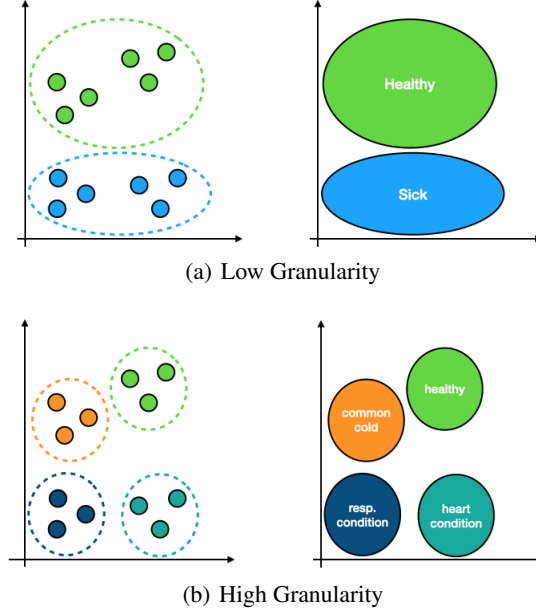 Healthy
Sick
(a) Low Granularity
healthy
common
cold
resp.
condition
heart
condition
(b) High Granularity